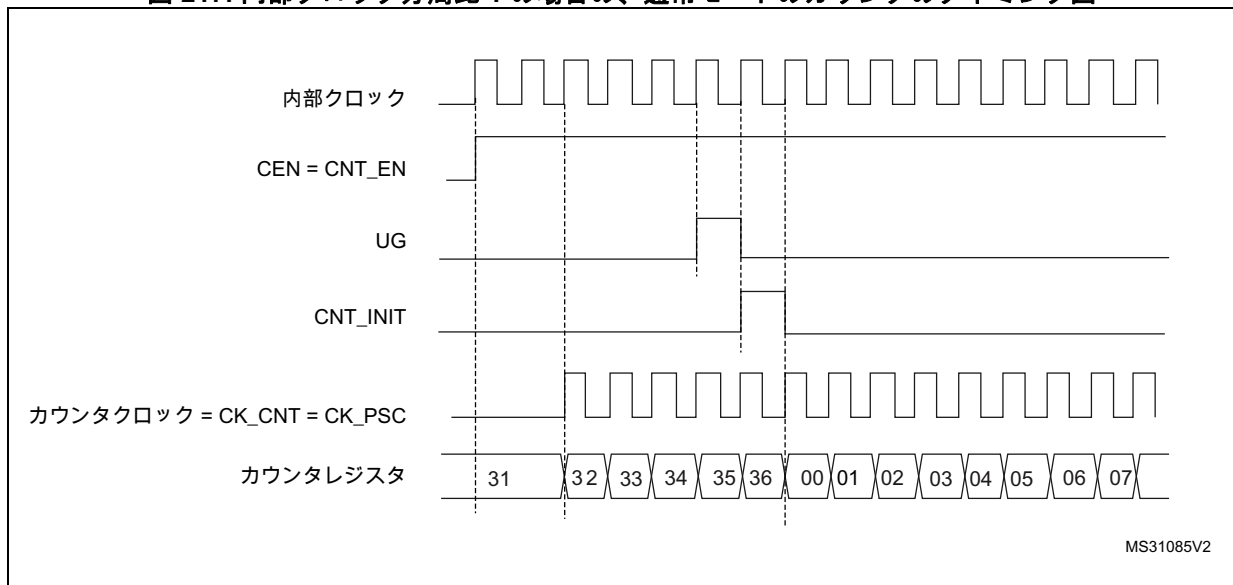 内部クロック
CEN = CNT_EN
UG
CNT_INIT
カウンタクロック = CK_CNT = CK_PSC
カウンタレジスタ 31 32 33 34 35 36 00 01 02 03 04 05 06 07
MS31085V2